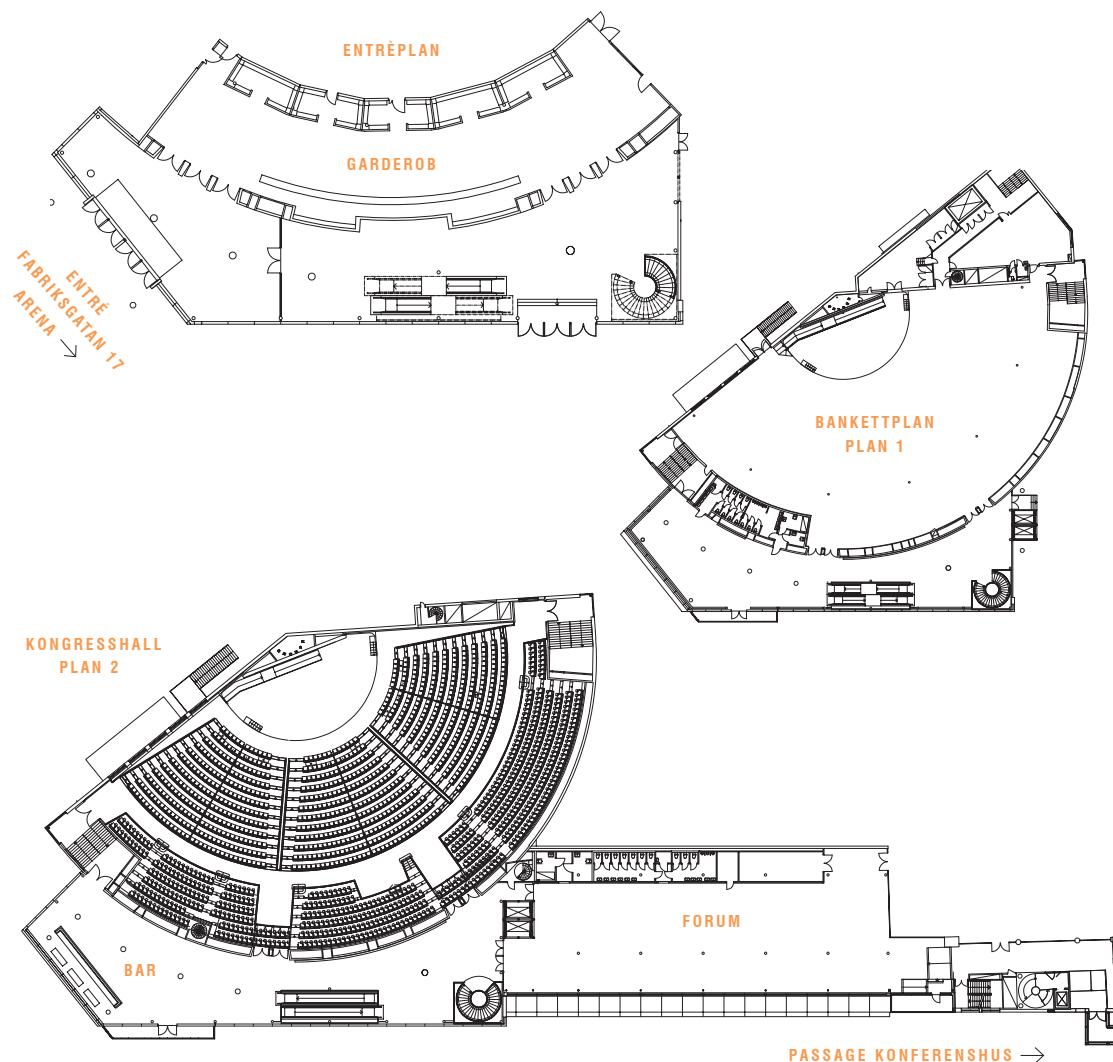 ENTRÈPLAN
GARDEROB
ENTRÉ
FABRIKSGATAN 17
ARENA
BANKETTPLAN
PLAN 1
KONGRESSHALL
PLAN 2
FORUM
BAR
PASSAGE KONFERENSHUS